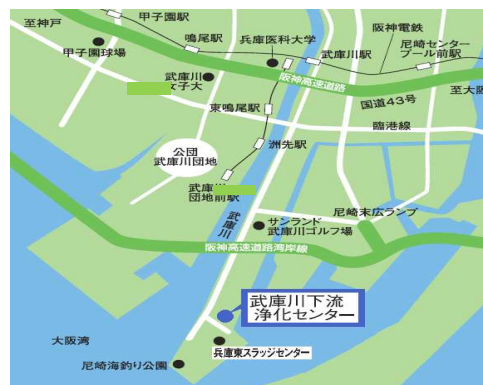 至神戸
甲子園駅
鳴尾駅
兵庫医科大学
阪神電鉄
甲子園球場
武庫川駅
尼崎センター
プール前駅
武庫川
女子大
阪神高速道路
国道43号
至大阪
東鳴尾駅
臨港線
公団
武庫川団地
洲先駅
武庫川
団地前駅
武庫川
サンランド
武庫川ゴルフ場
尼崎末広ランプ
阪神高速道路湾岸線
武庫川下流
浄化センター
大阪湾
兵庫東スラッジセンター
尼崎海釣り公園